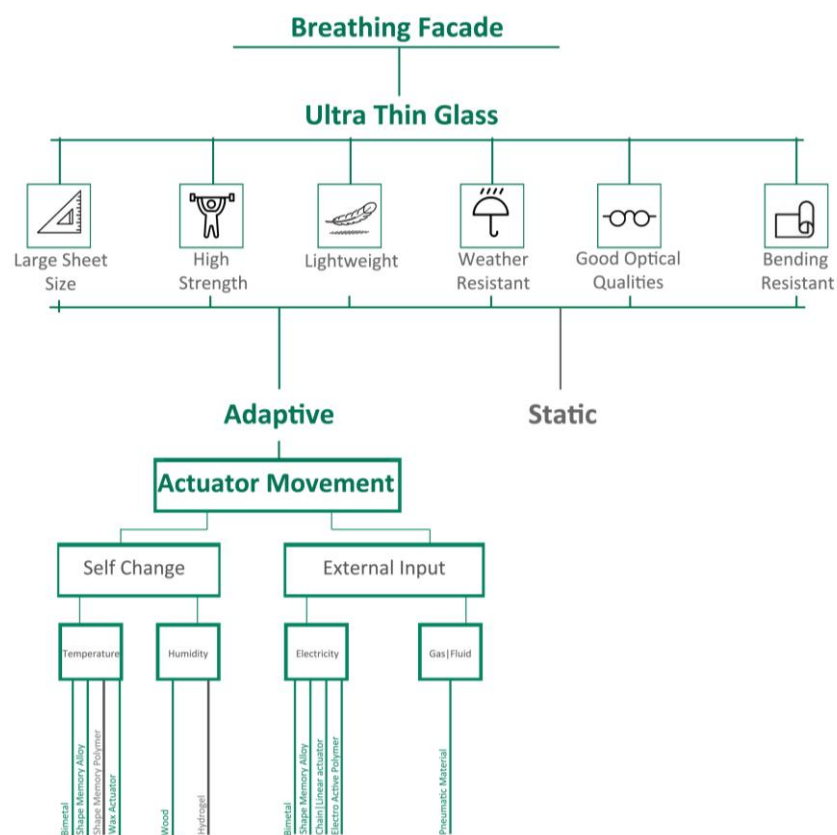 Breathing Facade
Ultra Thin Glass
Large Sheet
Size
High
Strength
Lightweight
Weather
Resistant
Good Optical
Qualities
Bending
Resistant
Adaptive
Static
Actuator Movement
Self Change
External Input
Temperature
Humidity
Electricity
Gas|Fluid
Bimetal
Shape Memory Alloy
Shape Memory Polymer
Wax Actuator
Wood
Hydrogel
Bimetal
Shape Memory Alloy
Chain|Linear actuator
Electro Active Polymer
Pneumatic Material